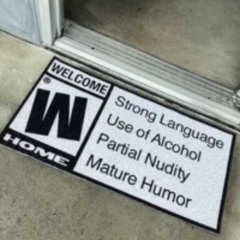 WELCOME
W®
HOME
Strong Language
Use of Alcohol
Partial Nudity
Mature Humor